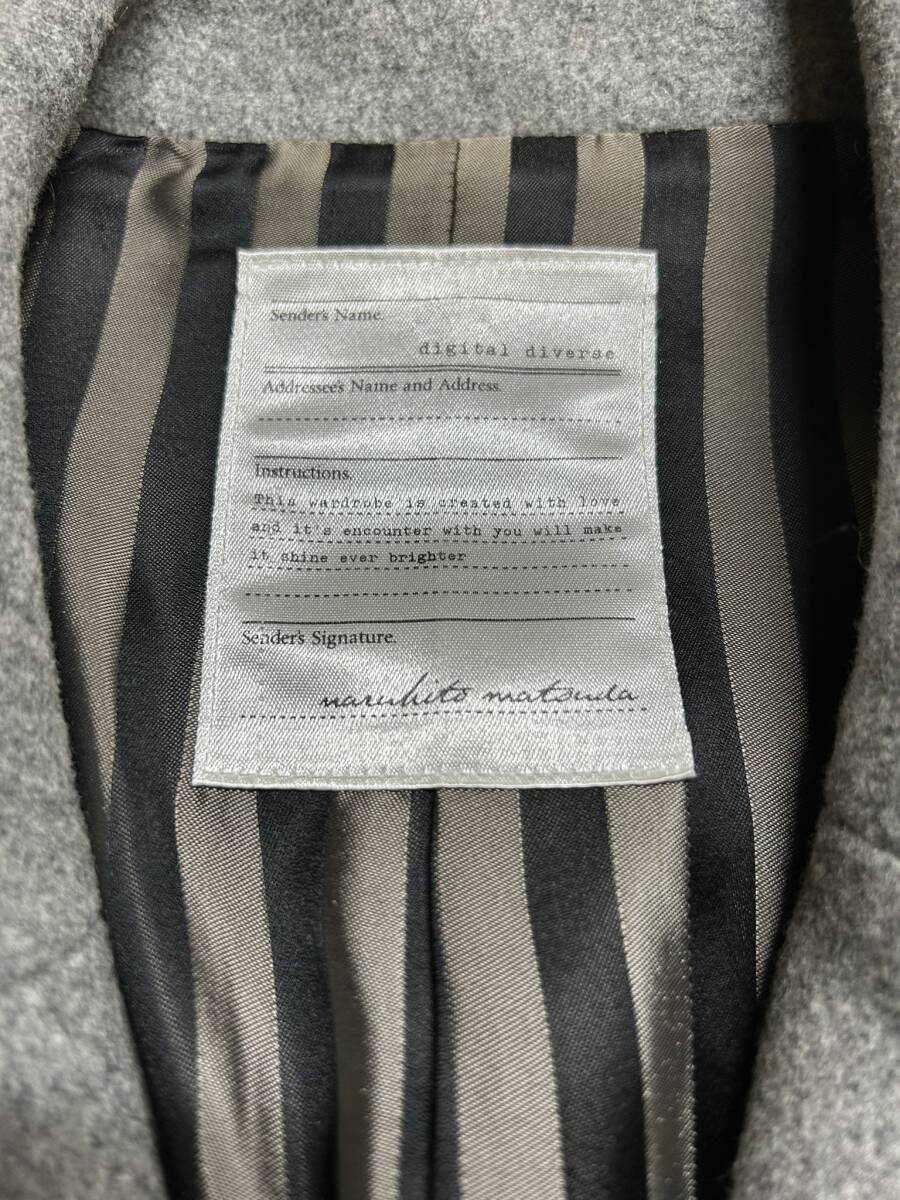 Sender's Name.
digital diverse
Addressee's Name and Address.
Instructions.
This wardrobe is created with love
and it's encounter with you will make
it shine ever brighter
Sender's Signature.
naruhito matsuda